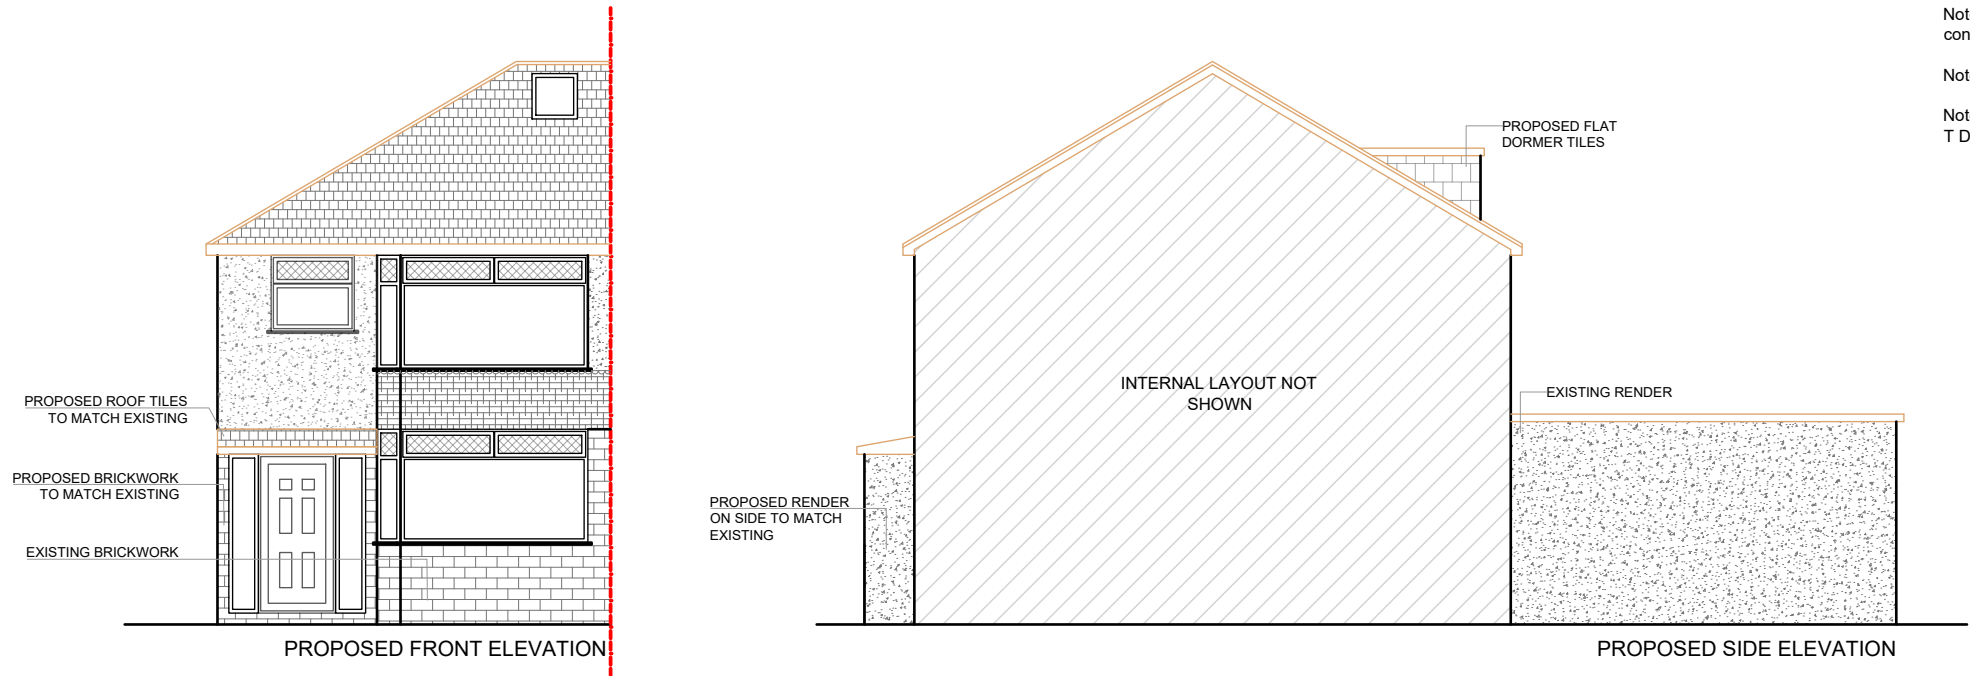 PROPOSED ROOF TILES
TO MATCH EXISTING
PROPOSED BRICKWORK
TO MATCH EXISTING
EXISTING BRICKWORK
PROPOSED FRONT ELEVATION
PROPOSED FLAT
DORMER TILES
INTERNAL LAYOUT NOT
SHOWN
EXISTING RENDER
PROPOSED RENDER
ON SIDE TO MATCH
EXISTING
PROPOSED SIDE ELEVATION
Not
con
Not
Not
T D